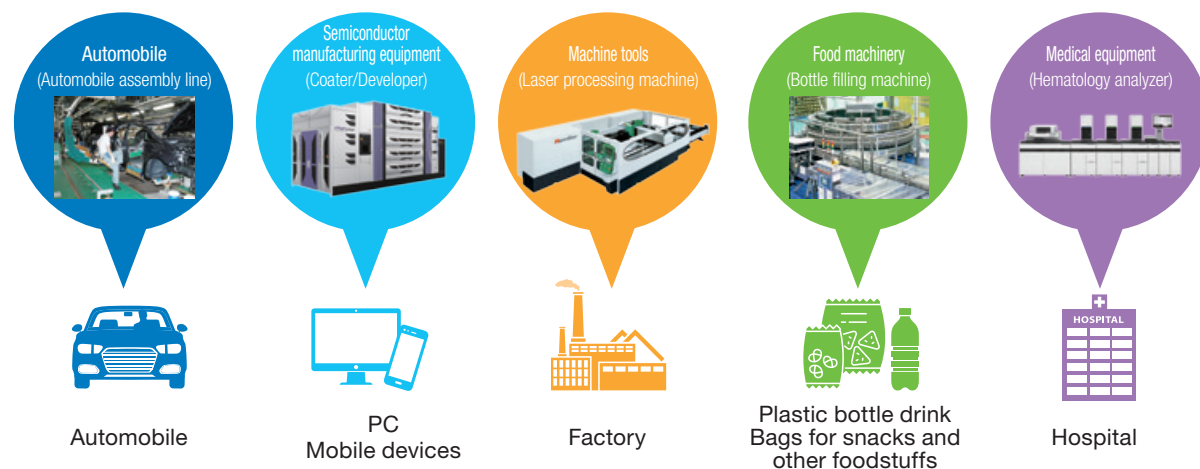 Automobile
(Automobile assembly line)
Semiconductor
manufacturing equipment
(Coater/Developer)
Machine tools
(Laser processing machine)
Food machinery
(Bottle filling machine)
Medical equipment
(Hematology analyzer)
HOSPITAL
Automobile
PC
Mobile devices
Factory
Plastic bottle drink
Bags for snacks and
other foodstuffs
Hospital